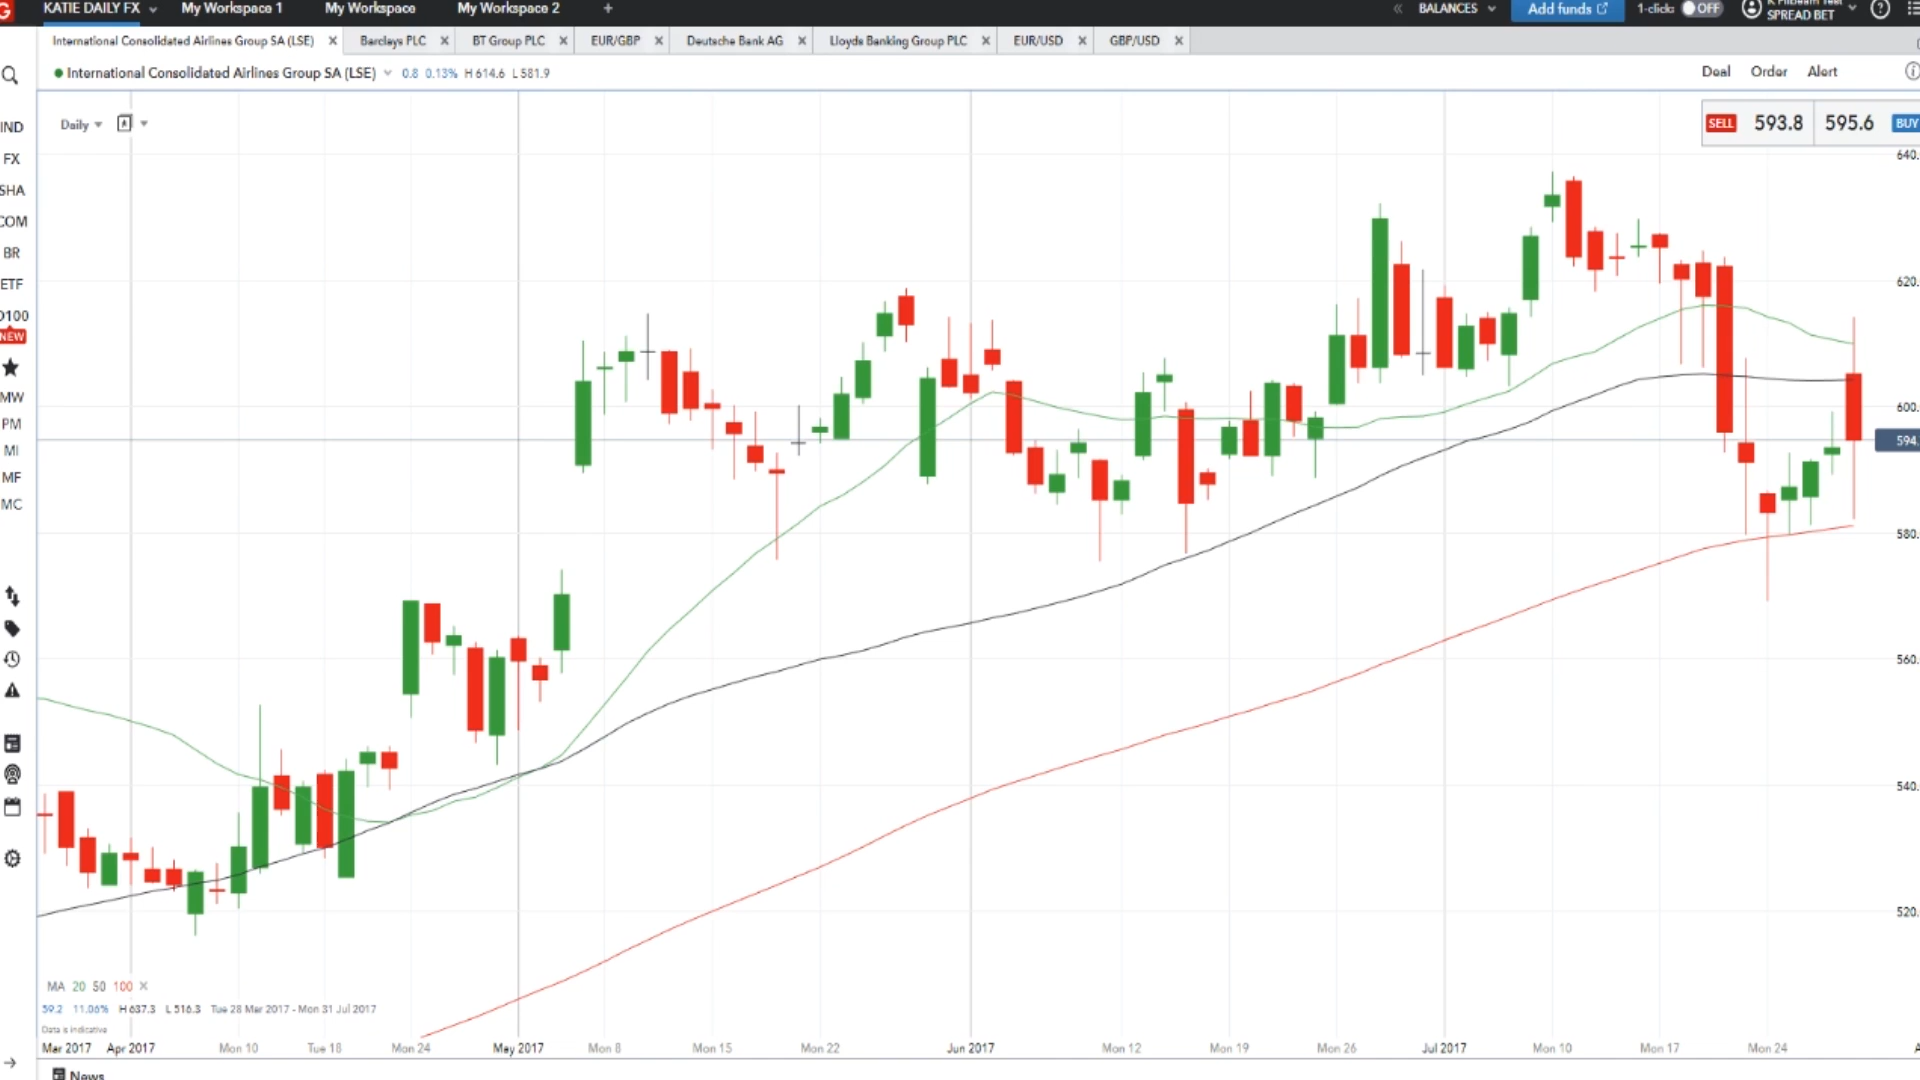 KATIE DAILY FX My Workspace 1 My Workspace My Workspace 2 + « BALANCES Add funds 1-click: OFF
SPREAD BET
International Consolidated Airlines Group SA (LSE) × Barclays PLC × BT Group PLC × EUR/GBP × Deutsche Bank AG × Lloyds Banking Group PLC × EUR/USD × GBP/USD ×
International Consolidated Airlines Group SA (LSE) 0.8 0.13% H 614.6 L 581.9 Deal Order Alert
Daily
SELL 593.8 595.6 BUY
IND
FX
SHA
COM
BR
ETF
O100
NEW
MW
PM
MI
MF
MC
640.
620.
600.
594.
580.
560.
540.
520.
MA 20 50 100 ×
59.2 11.06% H 637.3 L 516.3 Tue 28 Mar 2017 - Mon 31 Jul 2017
Data is indicative
Mar 2017 Apr 2017 Mon 10 Tue 18 Mon 24 May 2017 Mon 8 Mon 15 Mon 22 Jun 2017 Mon 12 Mon 19 Mon 26 Jul 2017 Mon 10 Mon 17 Mon 24
News